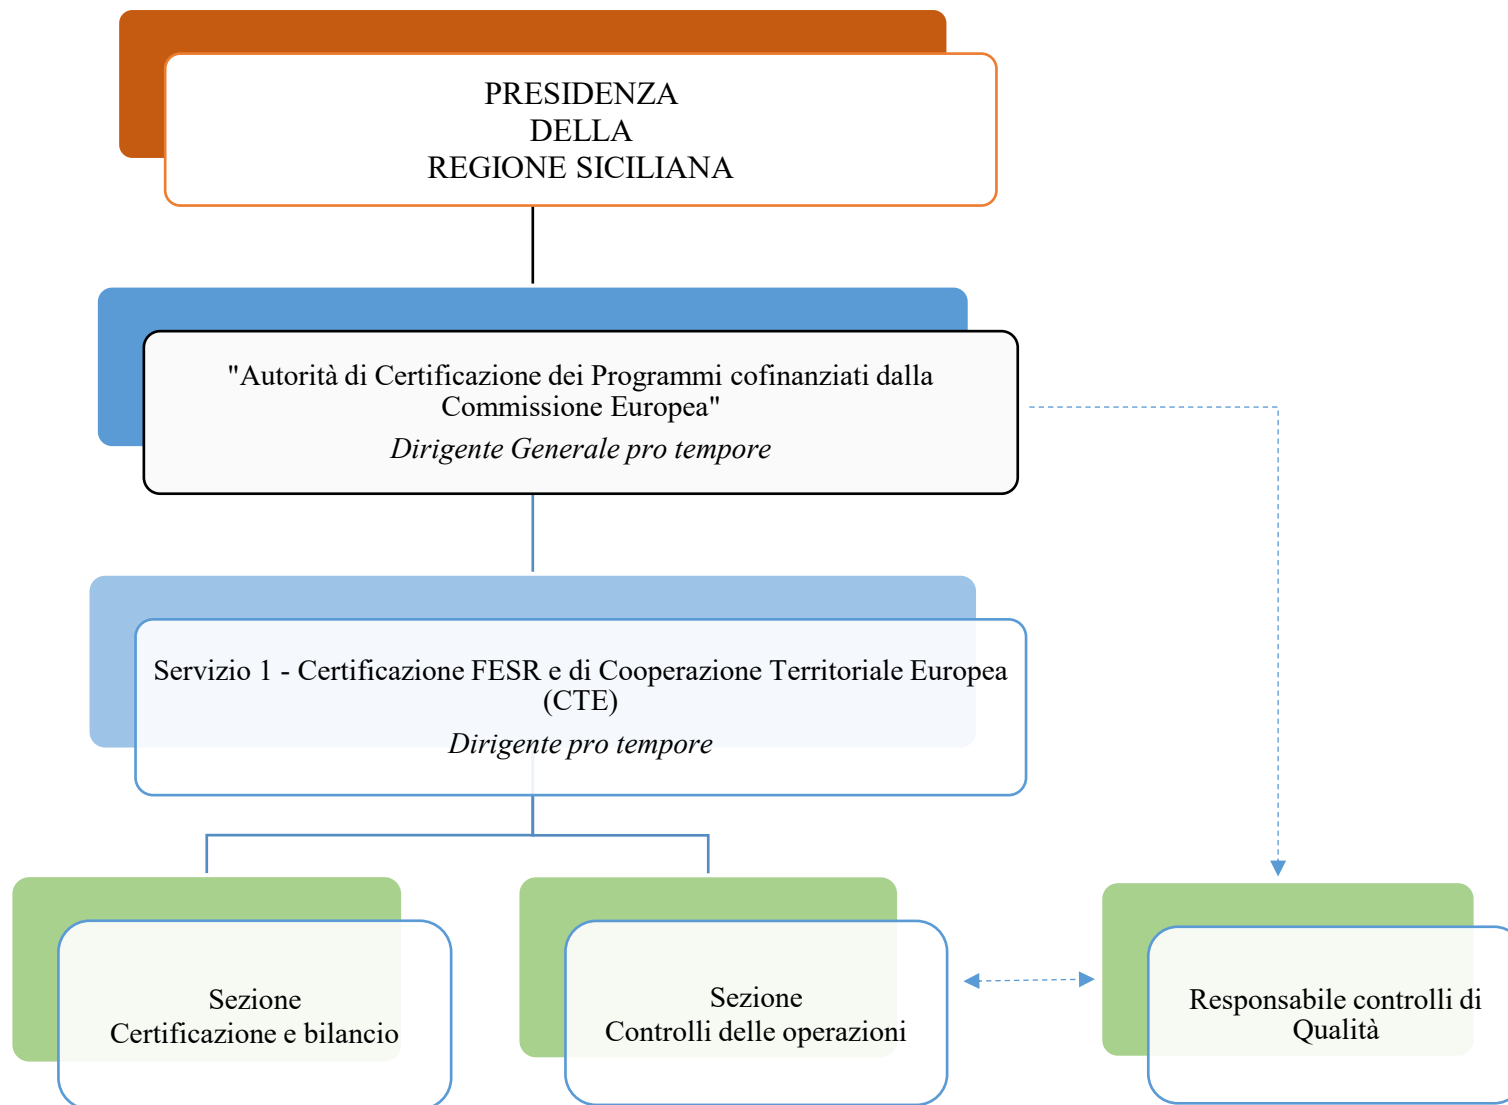 PRESIDENZA
DELLA
REGIONE SICILIANA
"Autorità di Certificazione dei Programmi cofinanziati dalla
Commissione Europea"
Dirigente Generale pro tempore
Servizio 1 - Certificazione FESR e di Cooperazione Territoriale Europea
(CTE)
Dirigente pro tempore
Sezione
Certificazione e bilancio
Sezione
Controlli delle operazioni
Responsabile controlli di
Qualità